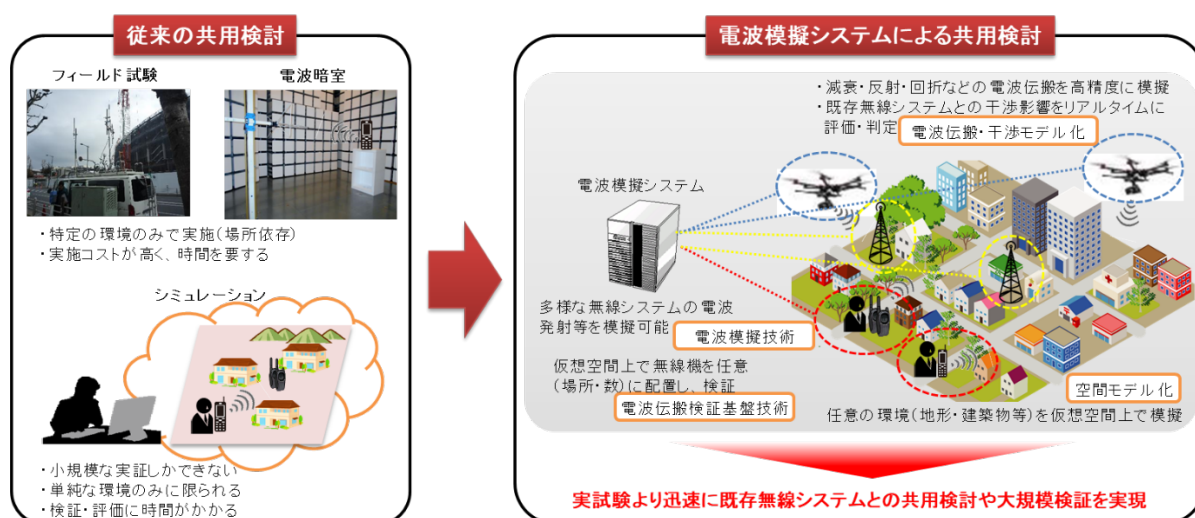 従来の共用検討
フィールド試験
電波暗室
・特定の環境のみで実施(場所依存)
・実施コストが高く、時間を要する
シミュレーション
・小規模な実証しかできない
・単純な環境のみに限られる
・検証・評価に時間がかかる
電波模擬システムによる共用検討
・減衰・反射・回折などの電波伝搬を高精度に模擬
・既存無線システムとの干渉影響をリアルタイムに
評価・判定
電波伝搬・干渉モデル化
電波模擬システム
多様な無線システムの電波
発射等を模擬可能
電波模擬技術
仮想空間上で無線機を任意
(場所・数)に配置し、検証
電波伝搬検証基盤技術
空間モデル化
任意の環境(地形・建築物等)を仮想空間上で模擬
実試験より迅速に既存無線システムとの共用検討や大規模検証を実現